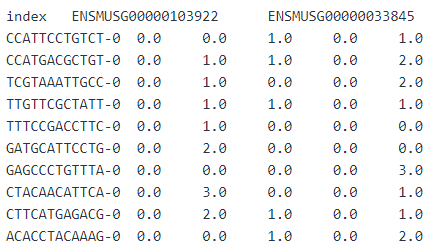 index ENSMUSG00000103922 ENSMUSG00000033845
CCATTCCTGTCT-0 0.0 0.0 1.0 0.0 1.0
CCATGACGCTGT-0 0.0 1.0 1.0 0.0 2.0
TCGTAAATTGCC-0 0.0 1.0 0.0 0.0 2.0
TTGTTCGCTATT-0 0.0 1.0 1.0 1.0 1.0
TTTCCGACCTTC-0 0.0 1.0 0.0 0.0 0.0
GATGCATTCCTG-0 0.0 2.0 0.0 0.0 0.0
GAGCCCTGTTTA-0 0.0 0.0 0.0 0.0 3.0
CTACAACATTCA-0 0.0 3.0 0.0 0.0 1.0
CTTCATGAGACG-0 0.0 2.0 1.0 0.0 1.0
ACACCTACAAAG-0 0.0 0.0 1.0 0.0 2.0